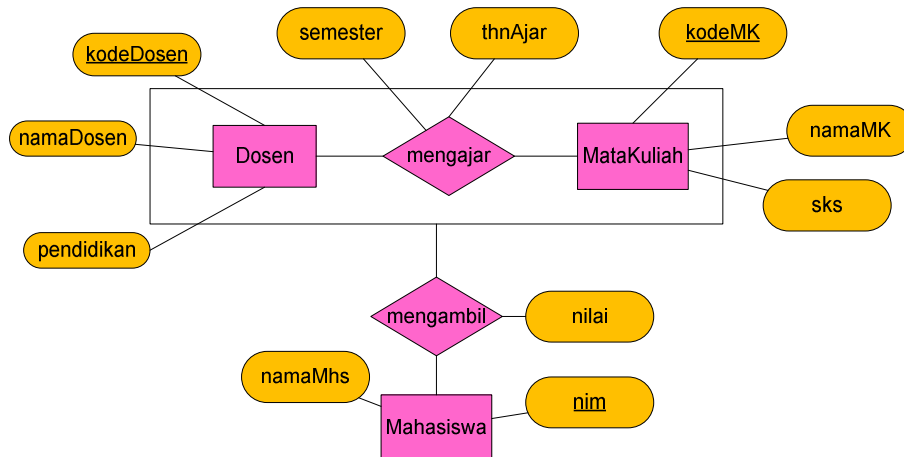 semester
thnAjar
kodeMK
kodeDosen
namaDosen
Dosen
mengajar
MataKuliah
namaMK
sks
pendidikan
mengambil
nilai
namaMhs
Mahasiswa
nim